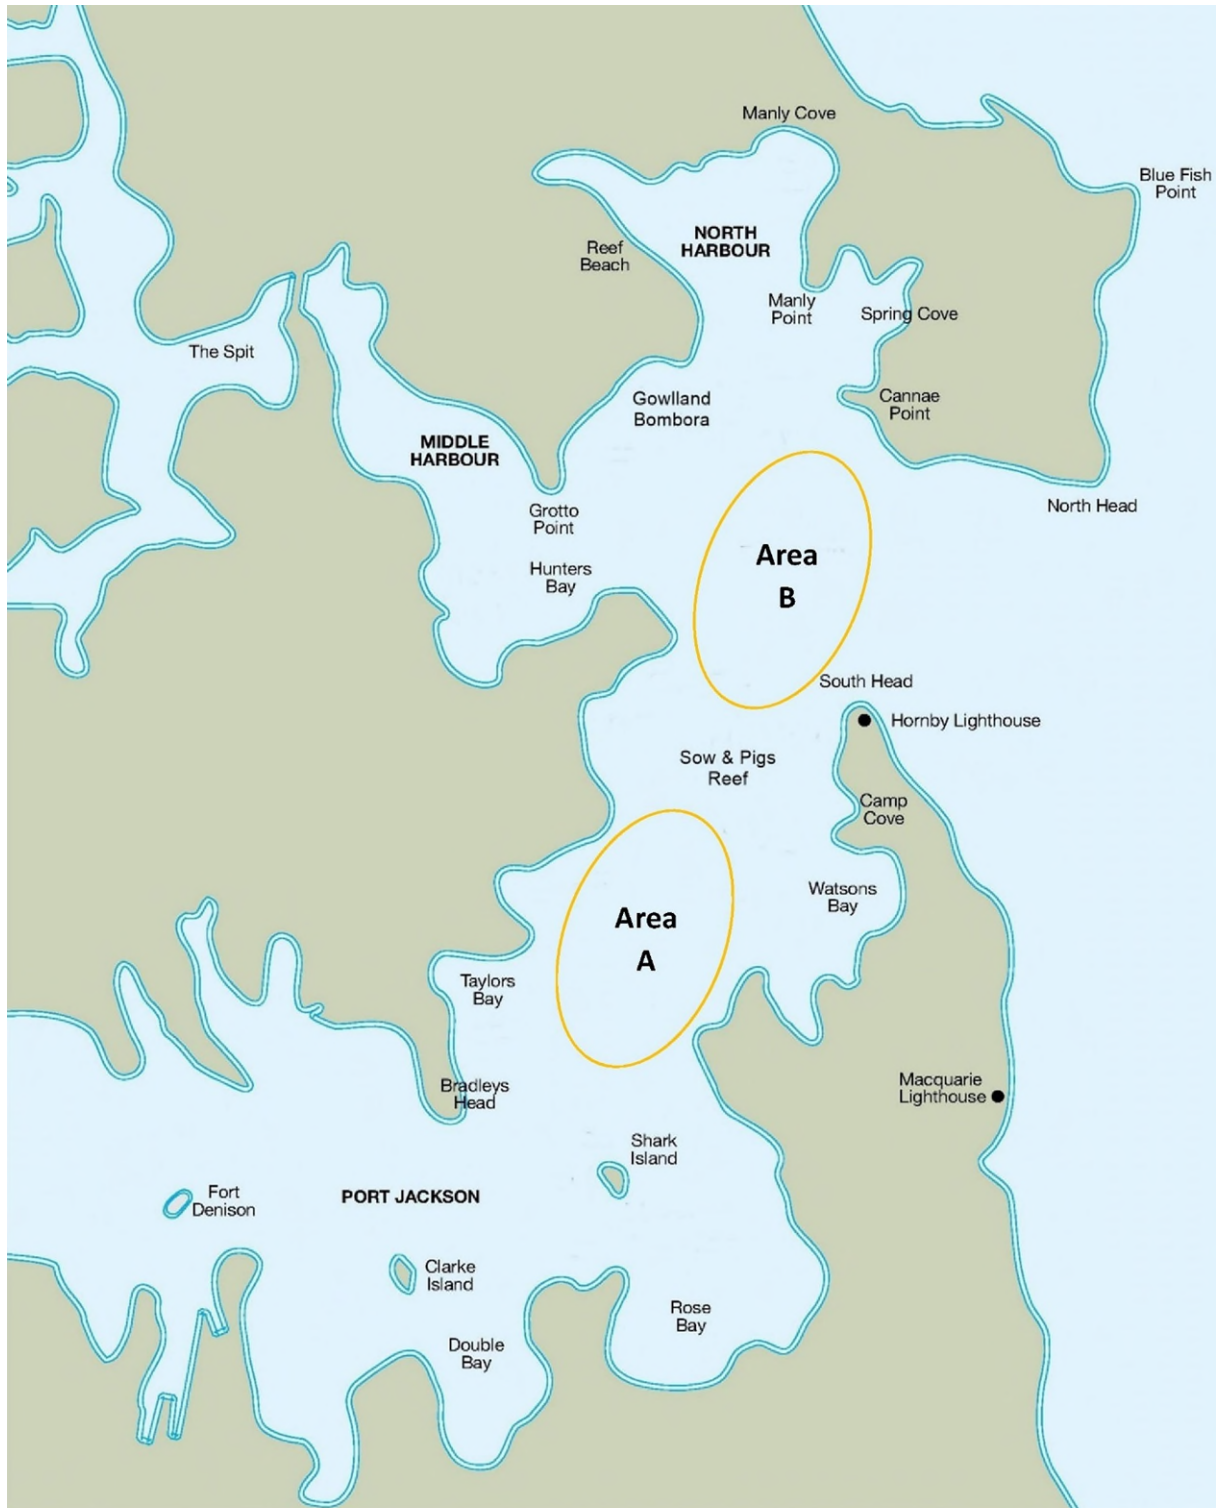 Manly Cove
Blue Fish
Point
NORTH
HARBOUR
Reef
Beach
Manly
Point
Spring Cove
The Spit
Gowlland
Bombora
Cannae
Point
MIDDLE
HARBOUR
Grotto
Point
North Head
Area
B
Hunters
Bay
South Head
Hornby Lighthouse
Sow & Pigs
Reef
Camp
Cove
Watsons
Bay
Area
A
Taylors
Bay
Bradleys
Head
Macquarie
Lighthouse
Shark
Island
Fort
Denison
PORT JACKSON
Clarke
Island
Rose
Bay
Double
Bay